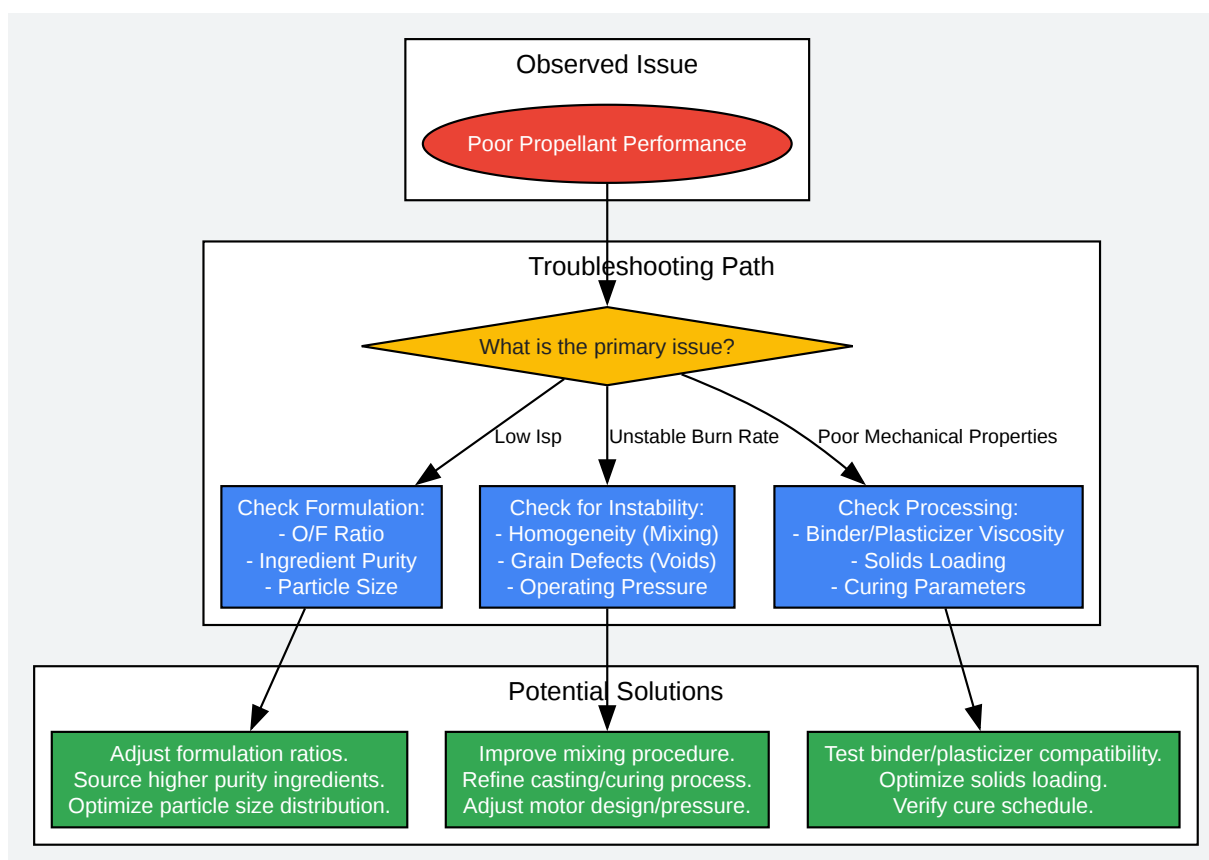 Observed Issue
Poor Propellant Performance
Troubleshooting Path
What is the primary issue?
Low Isp
Unstable Burn Rate
Poor Mechanical Properties
Check Formulation:
- O/F Ratio
- Ingredient Purity
- Particle Size
Check for Instability:
- Homogeneity (Mixing)
- Grain Defects (Voids)
- Operating Pressure
Check Processing:
- Binder/Plasticizer Viscosity
- Solids Loading
- Curing Parameters
Potential Solutions
Adjust formulation ratios.
Source higher purity ingredients.
Optimize particle size distribution.
Improve mixing procedure.
Refine casting/curing process.
Adjust motor design/pressure.
Test binder/plasticizer compatibility.
Optimize solids loading.
Verify cure schedule.